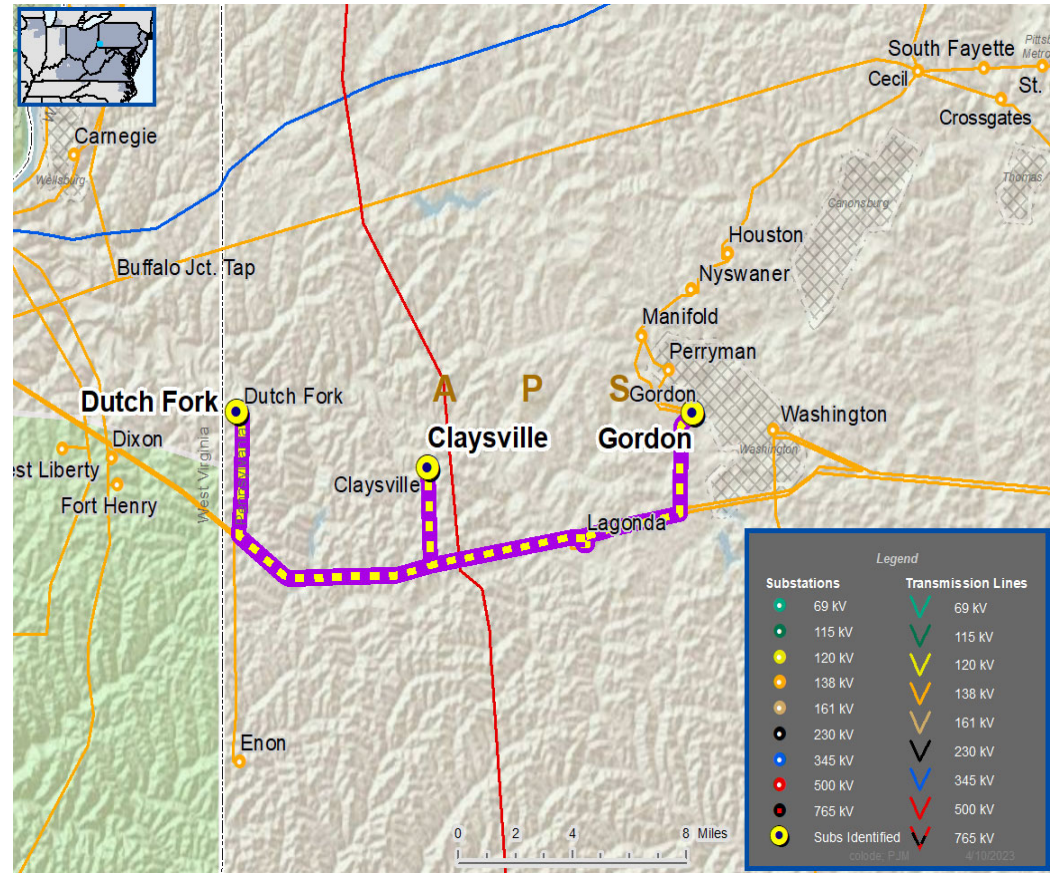 South Fayette
Pittsb
Metro
Cecil
St.
Crossgates
Carnegie
Wellsburg
Thomas
Canonsburg
Houston
Buffalo Jct. Tap
Nyswaner
Manifold
Perryman
A P S
Dutch Fork
Dutch Fork
Gordon
Washington
Claysville
Gordon
Dixon
Washington
est Liberty
West Virginia
Claysville
Fort Henry
Lagonda
Enon
0 2 4 8 Miles
Legend
Substations Transmission Lines
69 kV 69 kV
115 kV 115 kV
120 kV 120 kV
138 kV 138 kV
161 kV 161 kV
230 kV 230 kV
345 kV 345 kV
500 kV 500 kV
765 kV 765 kV
Subs Identified
colode, PJM 4/10/2023